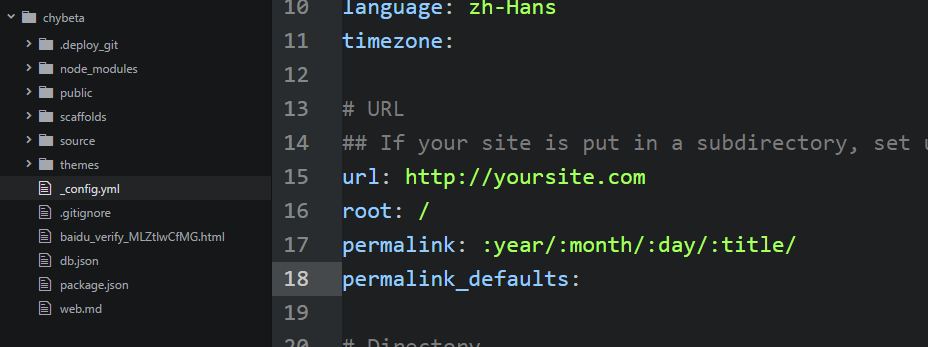 chybeta
.deploy_git
node_modules
public
scaffolds
source
themes
_config.yml
.gitignore
baidu_verify_MLZtlwCfMG.html
db.json
package.json
web.md
10 language: zh-Hans
11 timezone:
12
13 # URL
14 ## If your site is put in a subdirectory, set
15 url: http://yoursite.com
16 root: /
17 permalink: :year/:month/:day/:title/
18 permalink_defaults:
19
20 # Directory